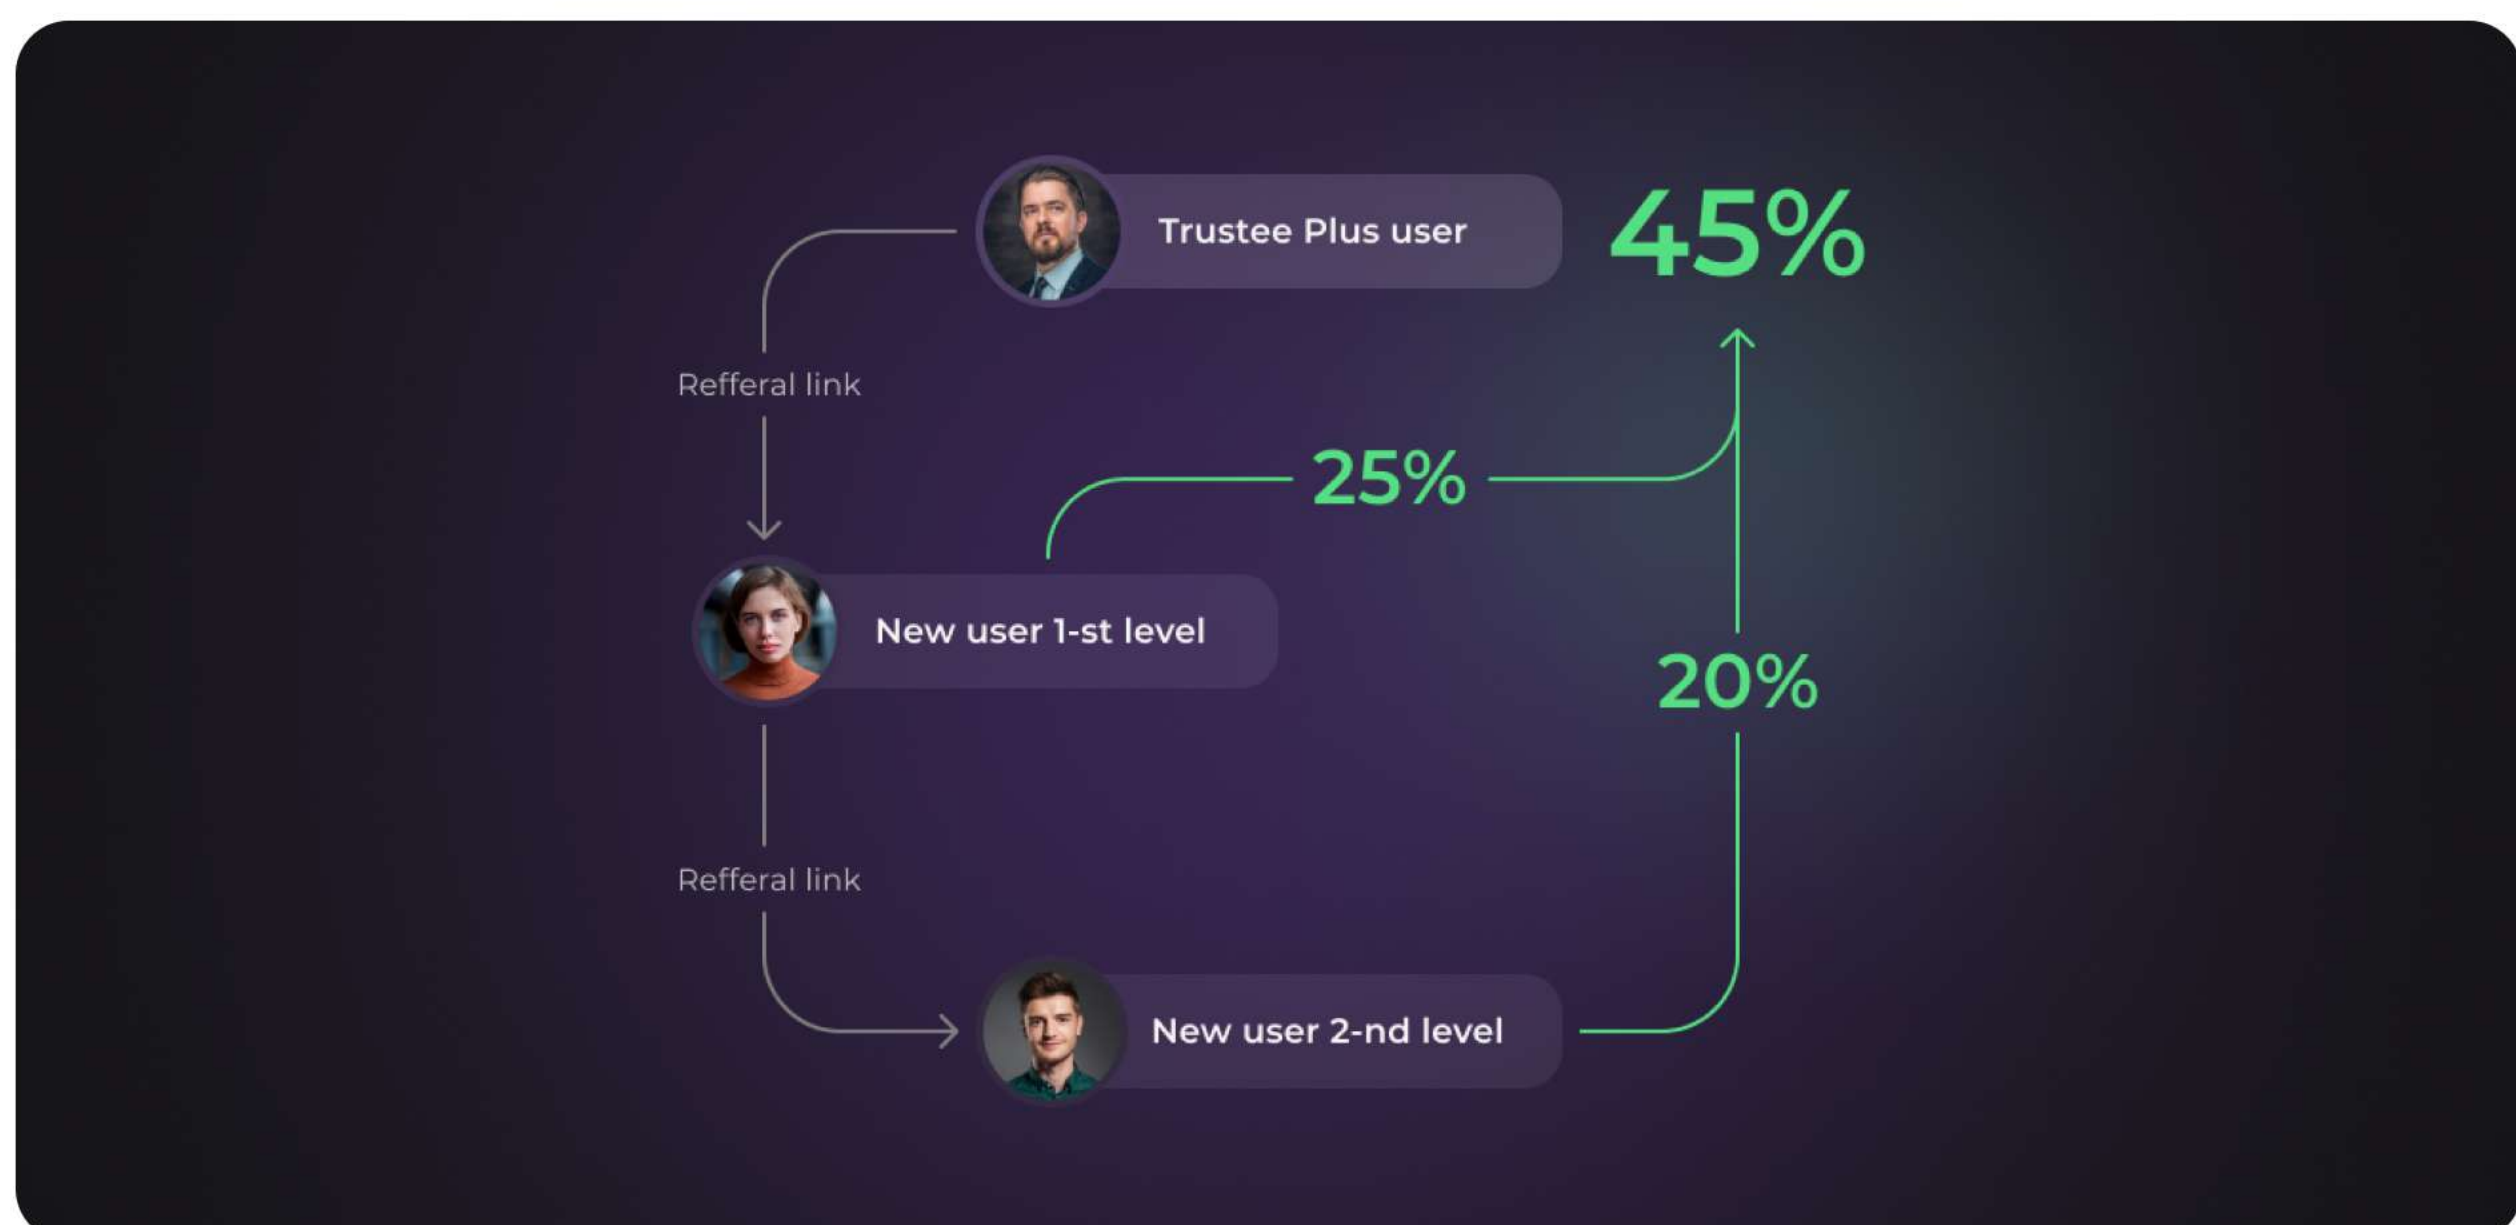 Trustee Plus user
45%
Refferal link
25%
New user 1-st level
20%
Refferal link
New user 2-nd level